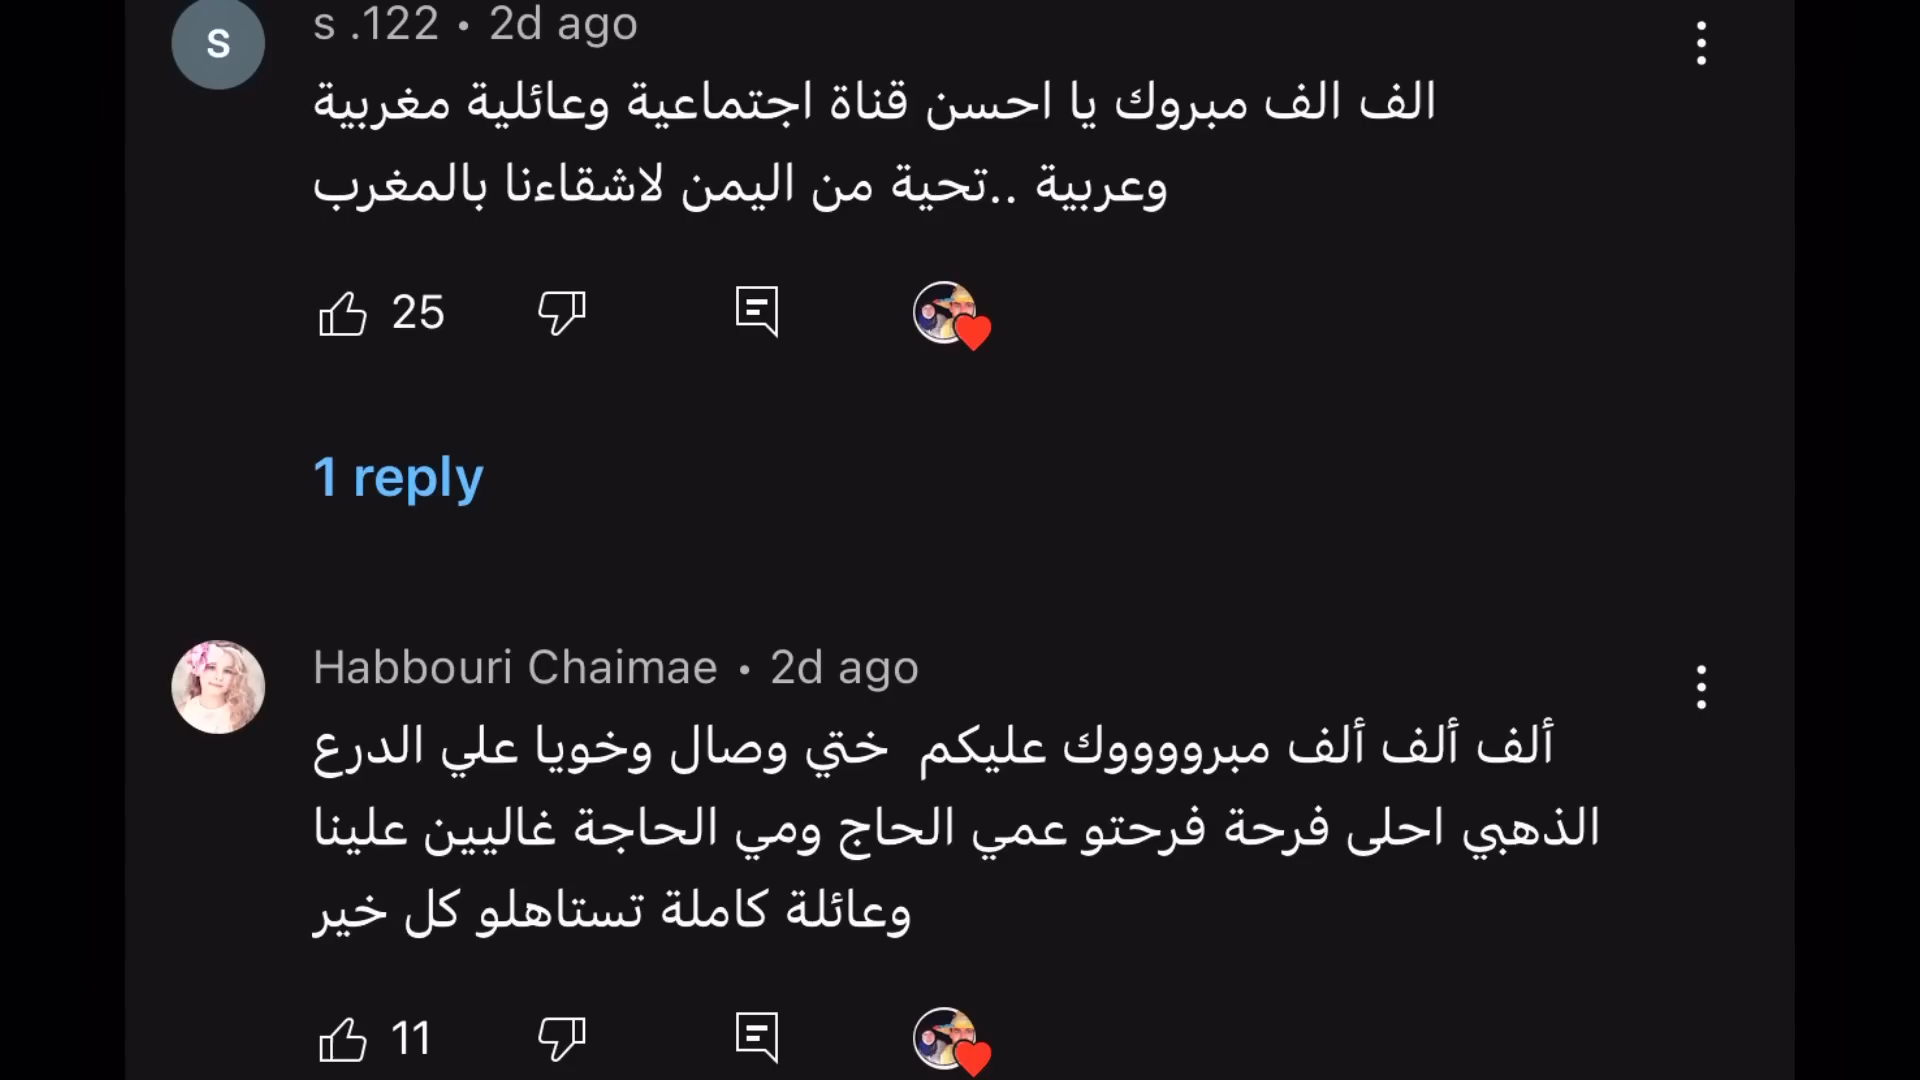 s .122 • 2d ago
الف الف مبروك يا احسن قناة اجتماعية وعائلية مغربية
وعربية ..تحية من اليمن لاشقاءنا بالمغرب
25
1 reply
Habbouri Chaimae • 2d ago
ألف ألف ألف مبرووووك عليكم  ختي وصال وخويا علي الدرع
الذهبي احلى فرحة فرحتو عمي الحاج ومي الحاجة غاليين علينا
وعائلة كاملة تستاهلو كل خير
11
S